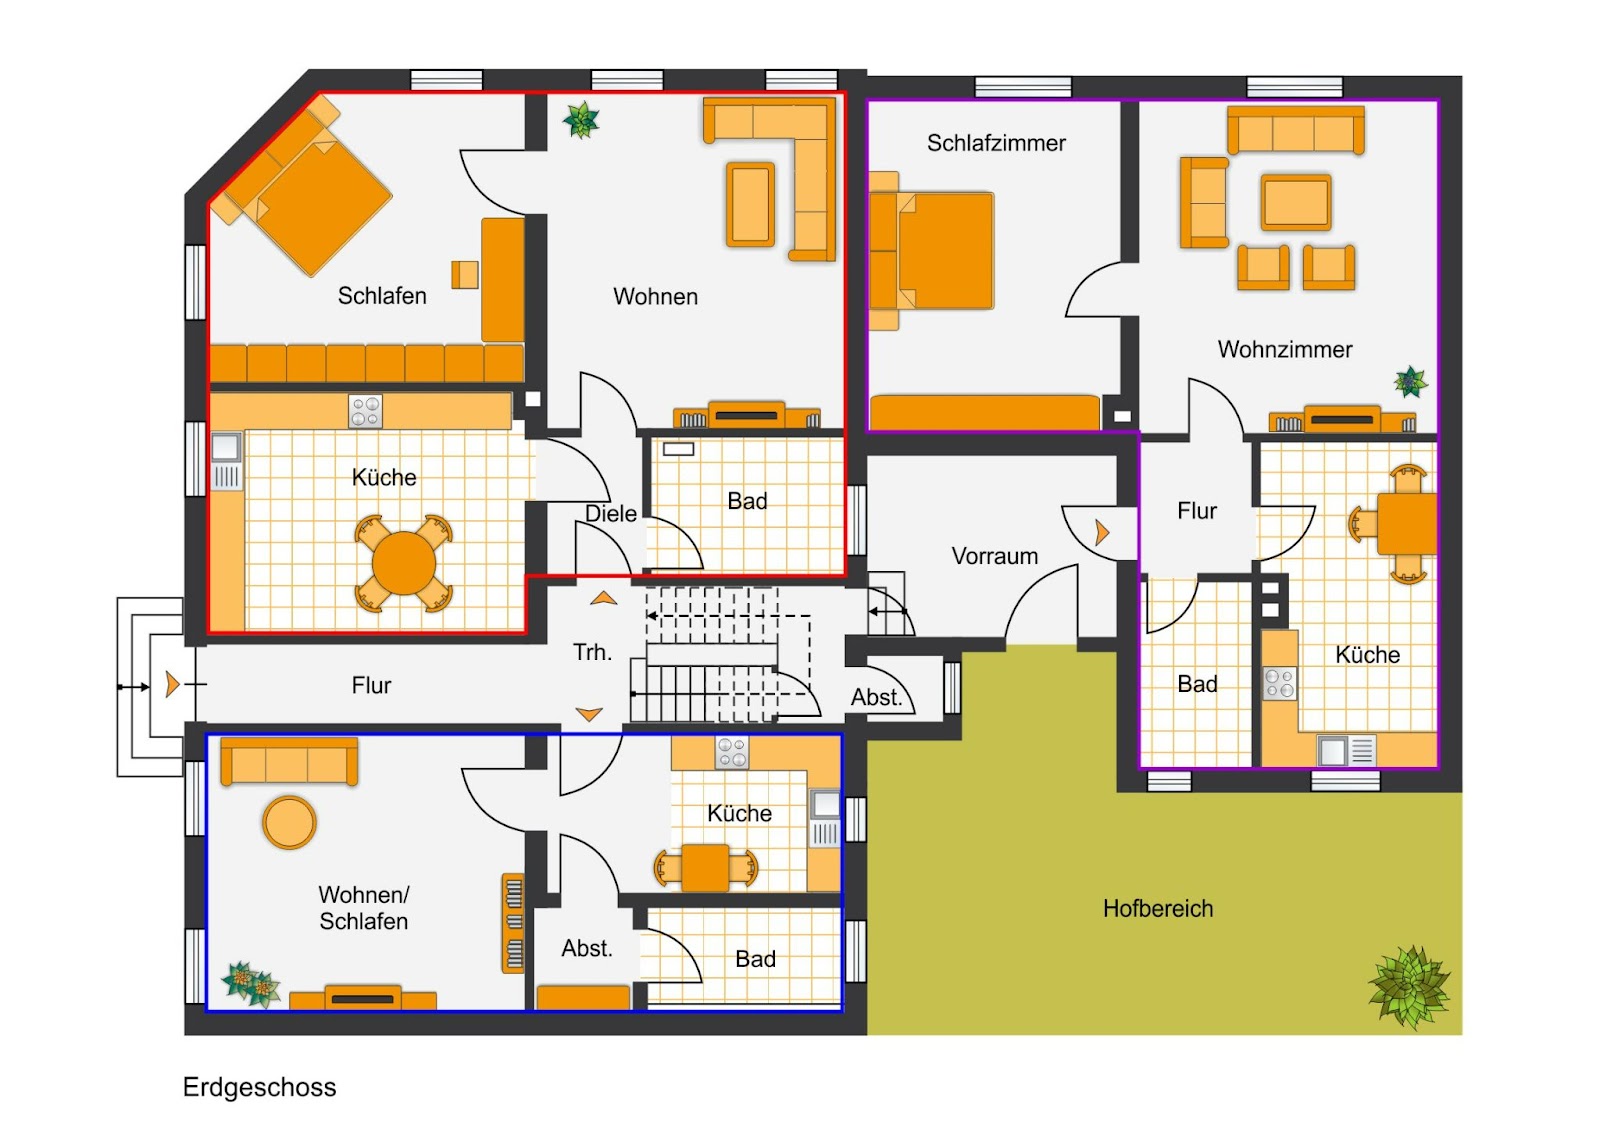 Schlafzimmer
Schlafen
Wohnen
Wohnzimmer
Küche
Bad
Diele
Flur
Vorraum
Trh.
Flur
Abst.
Bad
Küche
Küche
Wohnen/
Schlafen
Abst.
Bad
Hofbereich
Erdgeschoss